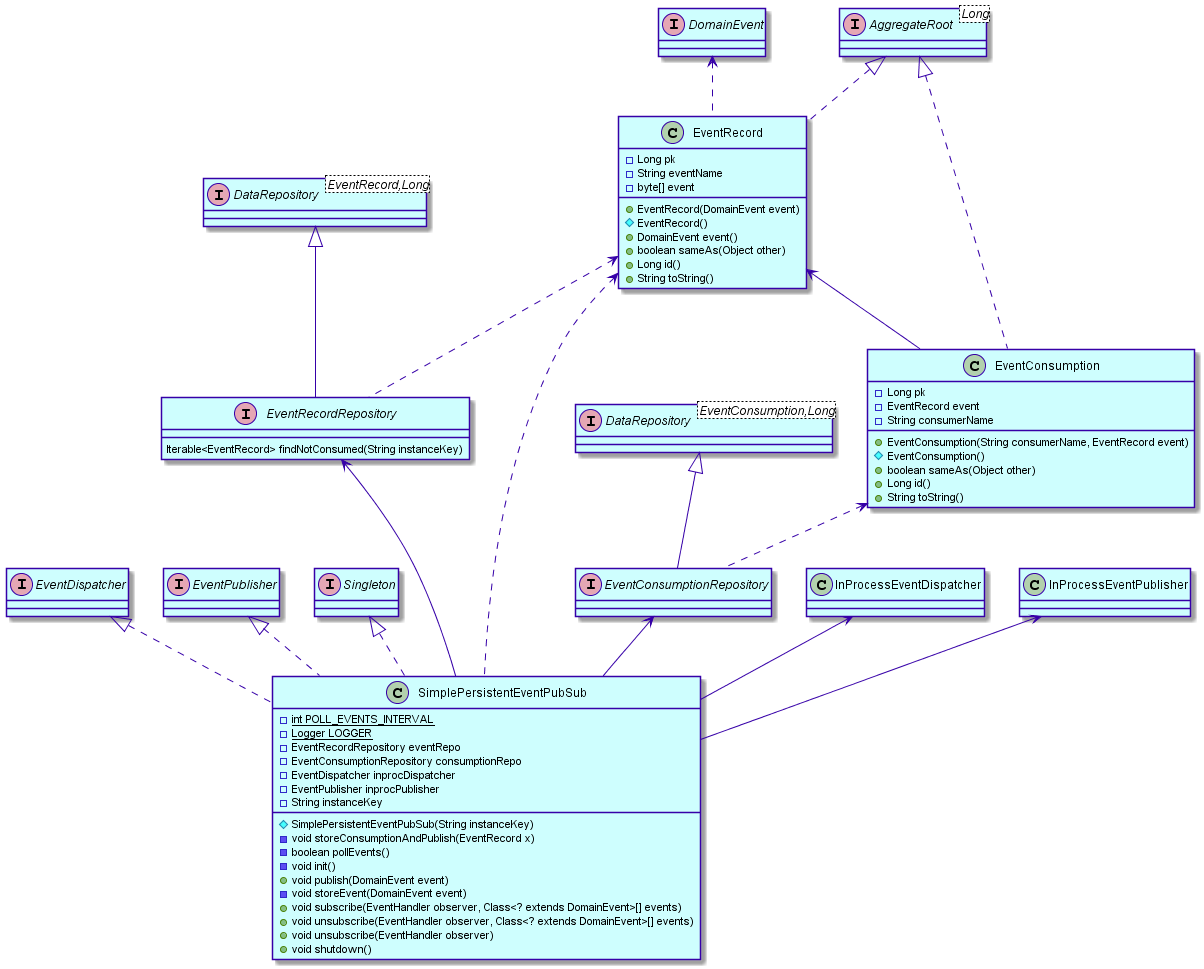 I DomainEvent
I AggregateRoot
Long
C EventRecord
Long pk
String eventName
byte[] event
EventRecord(DomainEvent event)
EventRecord()
DomainEvent event()
boolean sameAs(Object other)
Long id()
String toString()
I DataRepository
EventRecord,Long
C EventConsumption
Long pk
EventRecord event
String consumerName
EventConsumption(String consumerName, EventRecord event)
EventConsumption()
boolean sameAs(Object other)
Long id()
String toString()
I EventRecordRepository
Iterable<EventRecord> findNotConsumed(String instanceKey)
I DataRepository
EventConsumption,Long
I EventDispatcher
I EventPublisher
I Singleton
I EventConsumptionRepository
C InProcessEventDispatcher
C InProcessEventPublisher
C SimplePersistentEventPubSub
int POLL_EVENTS_INTERVAL
Logger LOGGER
EventRecordRepository eventRepo
EventConsumptionRepository consumptionRepo
EventDispatcher inprocDispatcher
EventPublisher inprocPublisher
String instanceKey
SimplePersistentEventPubSub(String instanceKey)
void storeConsumptionAndPublish(EventRecord x)
boolean pollEvents()
void init()
void publish(DomainEvent event)
void storeEvent(DomainEvent event)
void subscribe(EventHandler observer, Class<? extends DomainEvent>[] events)
void unsubscribe(EventHandler observer, Class<? extends DomainEvent>[] events)
void unsubscribe(EventHandler observer)
void shutdown()